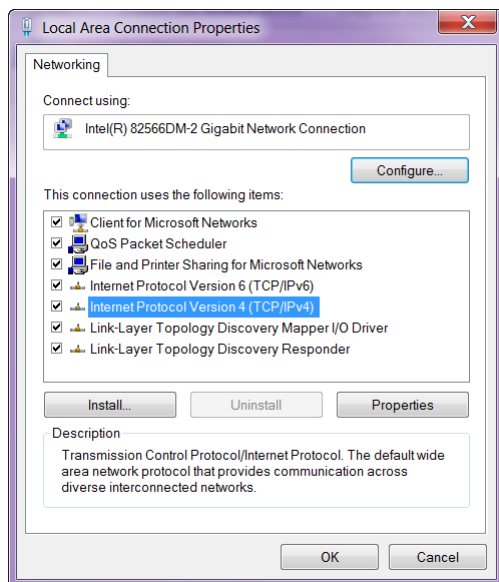 Local Area Connection Properties
Networking
Connect using:
Intel(R) 82566DM-2 Gigabit Network Connection
Configure...
This connection uses the following items:
Client for Microsoft Networks
QoS Packet Scheduler
File and Printer Sharing for Microsoft Networks
Internet Protocol Version 6 (TCP/IPv6)
Internet Protocol Version 4 (TCP/IPv4)
Link-Layer Topology Discovery Mapper I/O Driver
Link-Layer Topology Discovery Responder
Install... Uninstall Properties
Description
Transmission Control Protocol/Internet Protocol. The default wide
area network protocol that provides communication across
diverse interconnected networks.
OK Cancel